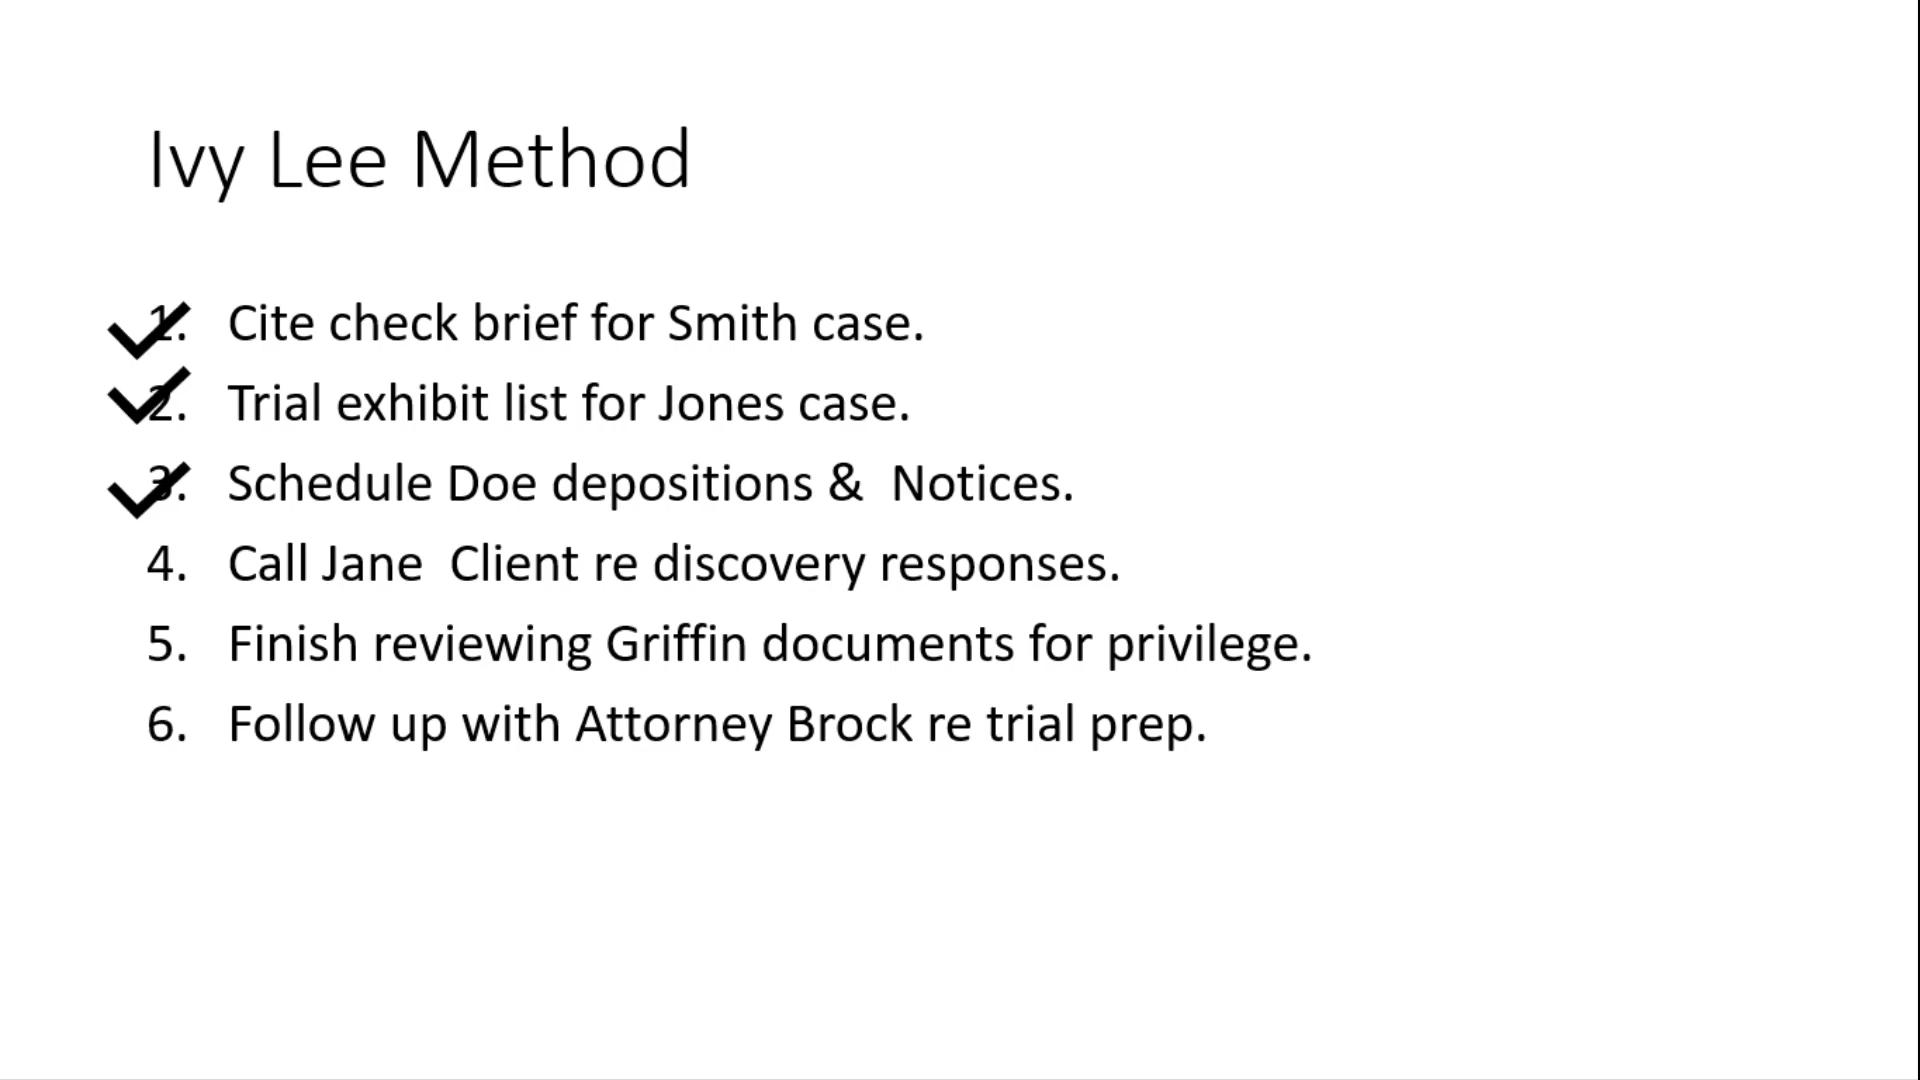 Ivy Lee Method
1. Cite check brief for Smith case.
2. Trial exhibit list for Jones case.
3. Schedule Doe depositions &  Notices.
4. Call Jane  Client re discovery responses.
5. Finish reviewing Griffin documents for privilege.
6. Follow up with Attorney Brock re trial prep.